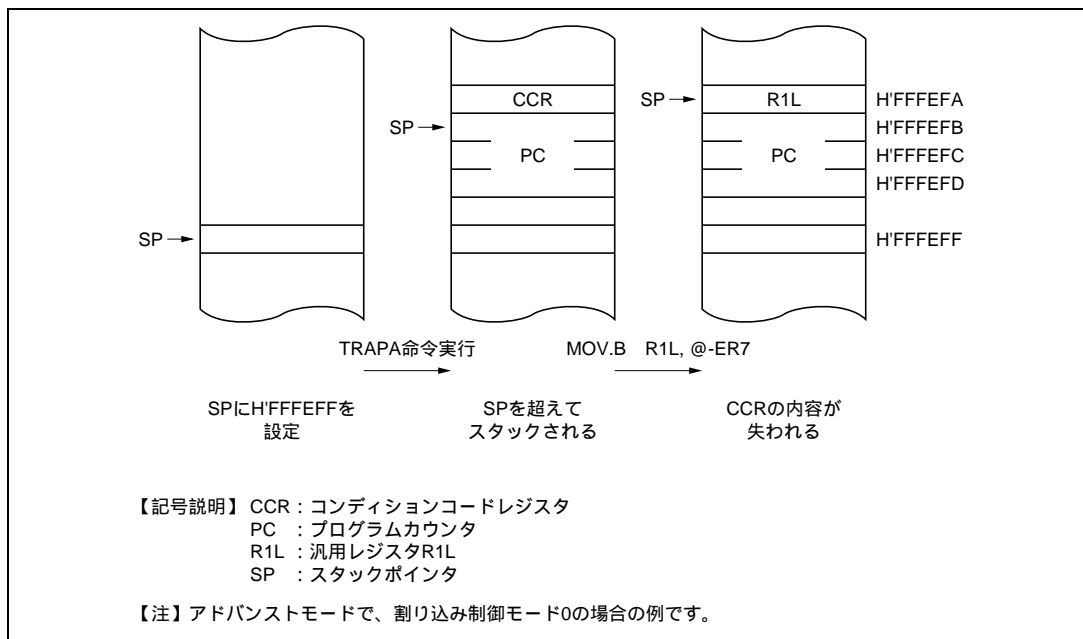 CCR
SP
R1L
H'FFFEFA
SP
H'FFFEFB
PC
PC
H'FFFEFC
H'FFFEFD
SP
H'FFFEFF
TRAPA命令実行
MOV.B R1L, @-ER7
SPにH'FFFEFFを
設定
SPを超えて
スタックされる
CCRの内容が
失われる
【記号説明】 CCR：コンディションコードレジスタ
PC ：プログラムカウンタ
R1L ：汎用レジスタR1L
SP ：スタックポインタ
【注】アドバンストモードで、割り込み制御モード0の場合の例です。